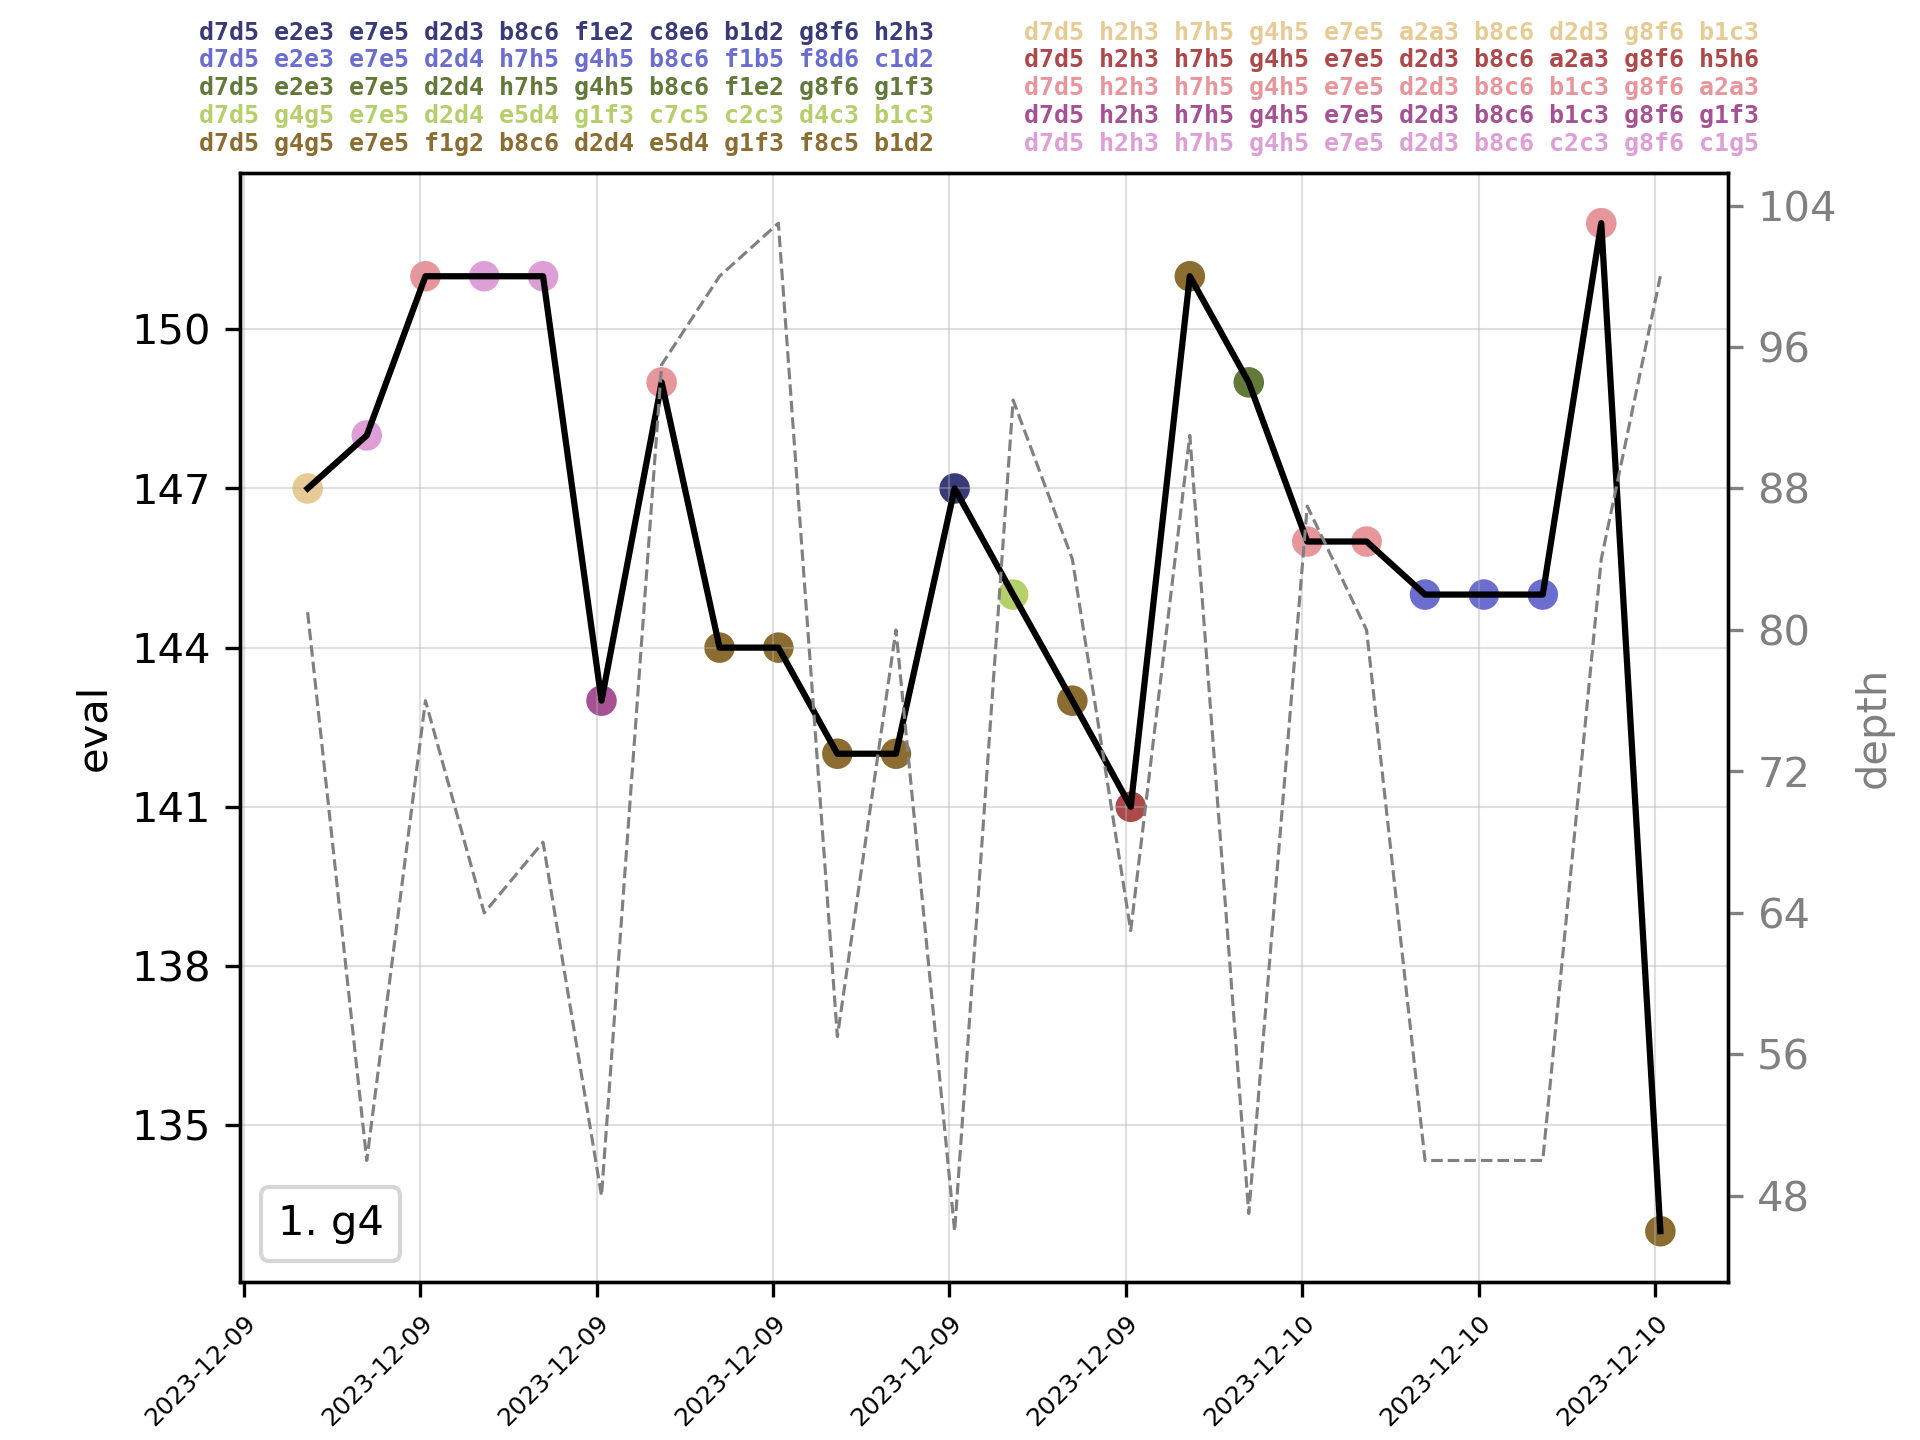 d7d5 e2e3 e7e5 d2d3 b8c6 f1e2 c8e6 b1d2 g8f6 h2h3
d7d5 e2e3 e7e5 d2d4 h7h5 g4h5 b8c6 f1b5 f8d6 c1d2
d7d5 e2e3 e7e5 d2d4 h7h5 g4h5 b8c6 f1e2 g8f6 g1f3
d7d5 g4g5 e7e5 d2d4 e5d4 g1f3 c7c5 c2c3 d4c3 b1c3
d7d5 g4g5 e7e5 f1g2 b8c6 d2d4 e5d4 g1f3 f8c5 b1d2
d7d5 h2h3 h7h5 g4h5 e7e5 a2a3 b8c6 d2d3 g8f6 b1c3
d7d5 h2h3 h7h5 g4h5 e7e5 d2d3 b8c6 a2a3 g8f6 h5h6
d7d5 h2h3 h7h5 g4h5 e7e5 d2d3 b8c6 b1c3 g8f6 a2a3
d7d5 h2h3 h7h5 g4h5 e7e5 d2d3 b8c6 b1c3 g8f6 g1f3
d7d5 h2h3 h7h5 g4h5 e7e5 d2d3 b8c6 c2c3 g8f6 c1g5
eval
150
147
144
141
138
135
104
96
88
80
72
64
56
48
depth
1. g4
2023-12-09
2023-12-09
2023-12-09
2023-12-09
2023-12-09
2023-12-09
2023-12-10
2023-12-10
2023-12-10